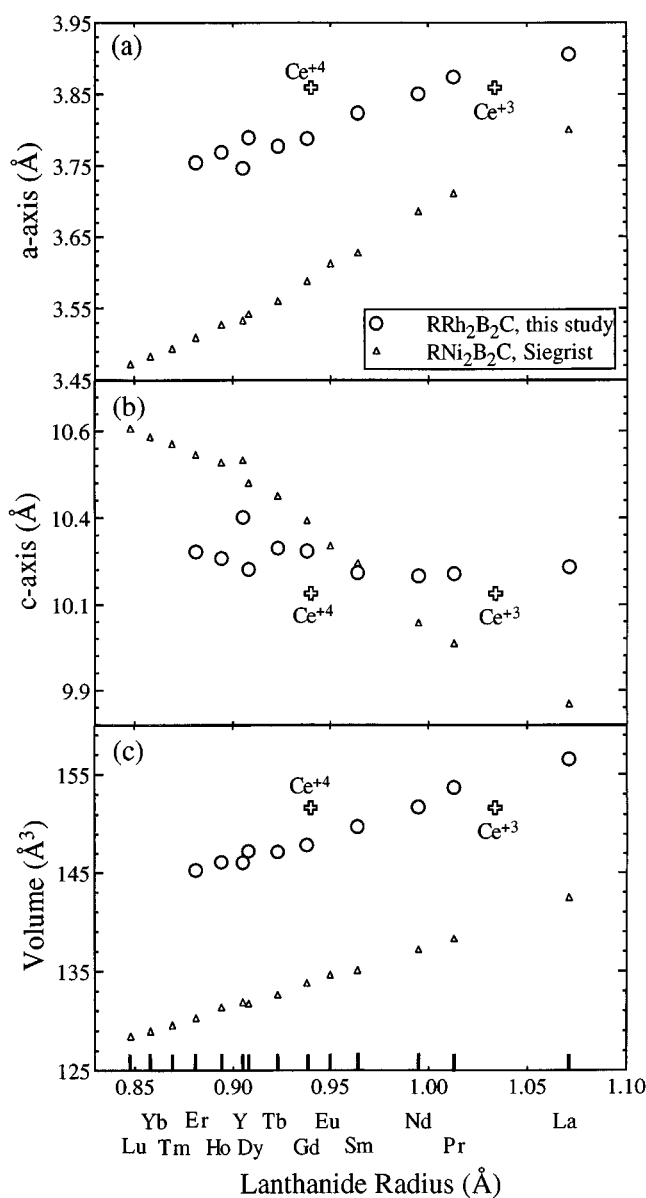 3.95
(a)
Ce+4
3.85
Ce+3
3.75
a-axis (Å)
3.65
3.55
RRh2B2C, this study
RNi2B2C, Siegrist
3.45
(b)
10.6
10.4
c-axis (Å)
Ce+4
Ce+3
10.1
9.9
(c)
155
Ce+4
Ce+3
Volume (Å3)
145
135
125
0.85 0.90 0.95 1.00 1.05 1.10
Yb Er Y Tb Eu Nd La
Lu Tm Ho Dy Gd Sm Pr
Lanthanide Radius (Å)